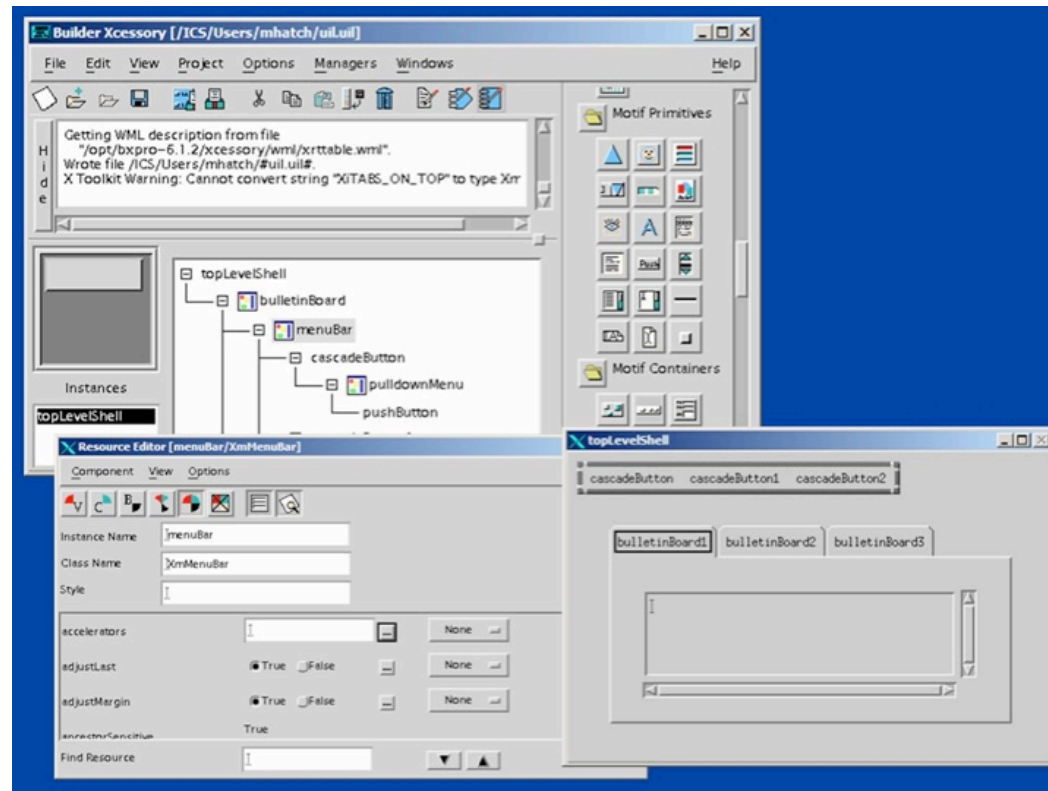 Builder Xcessory [/ICS/Users/mhatch/uil.uil]
File Edit View Project Options Managers Windows Help
Hide
Getting WML description from file
"/opt/bxpro-6.1.2/xcessory/wml/xrttable.wml".
Wrote file /ICS/Users/mhatch/#uil.uil#.
X Toolkit Warning: Cannot convert string "XiTABS_ON_TOP" to type Xm
Motif Primitives
Push
Motif Containers
Instances
topLevelShell
topLevelShell
bulletinBoard
menuBar
cascadeButton
pulldownMenu
pushButton
Resource Editor [menuBar/XmMenuBar]
Component View Options
Instance Name menuBar
Class Name XmMenuBar
Style
accelerators None
adjustLast True False None
adjustMargin True False None
ancestorSensitive True
Find Resource
topLevelShell
cascadeButton cascadeButton1 cascadeButton2
bulletinBoard1 bulletinBoard2 bulletinBoard3